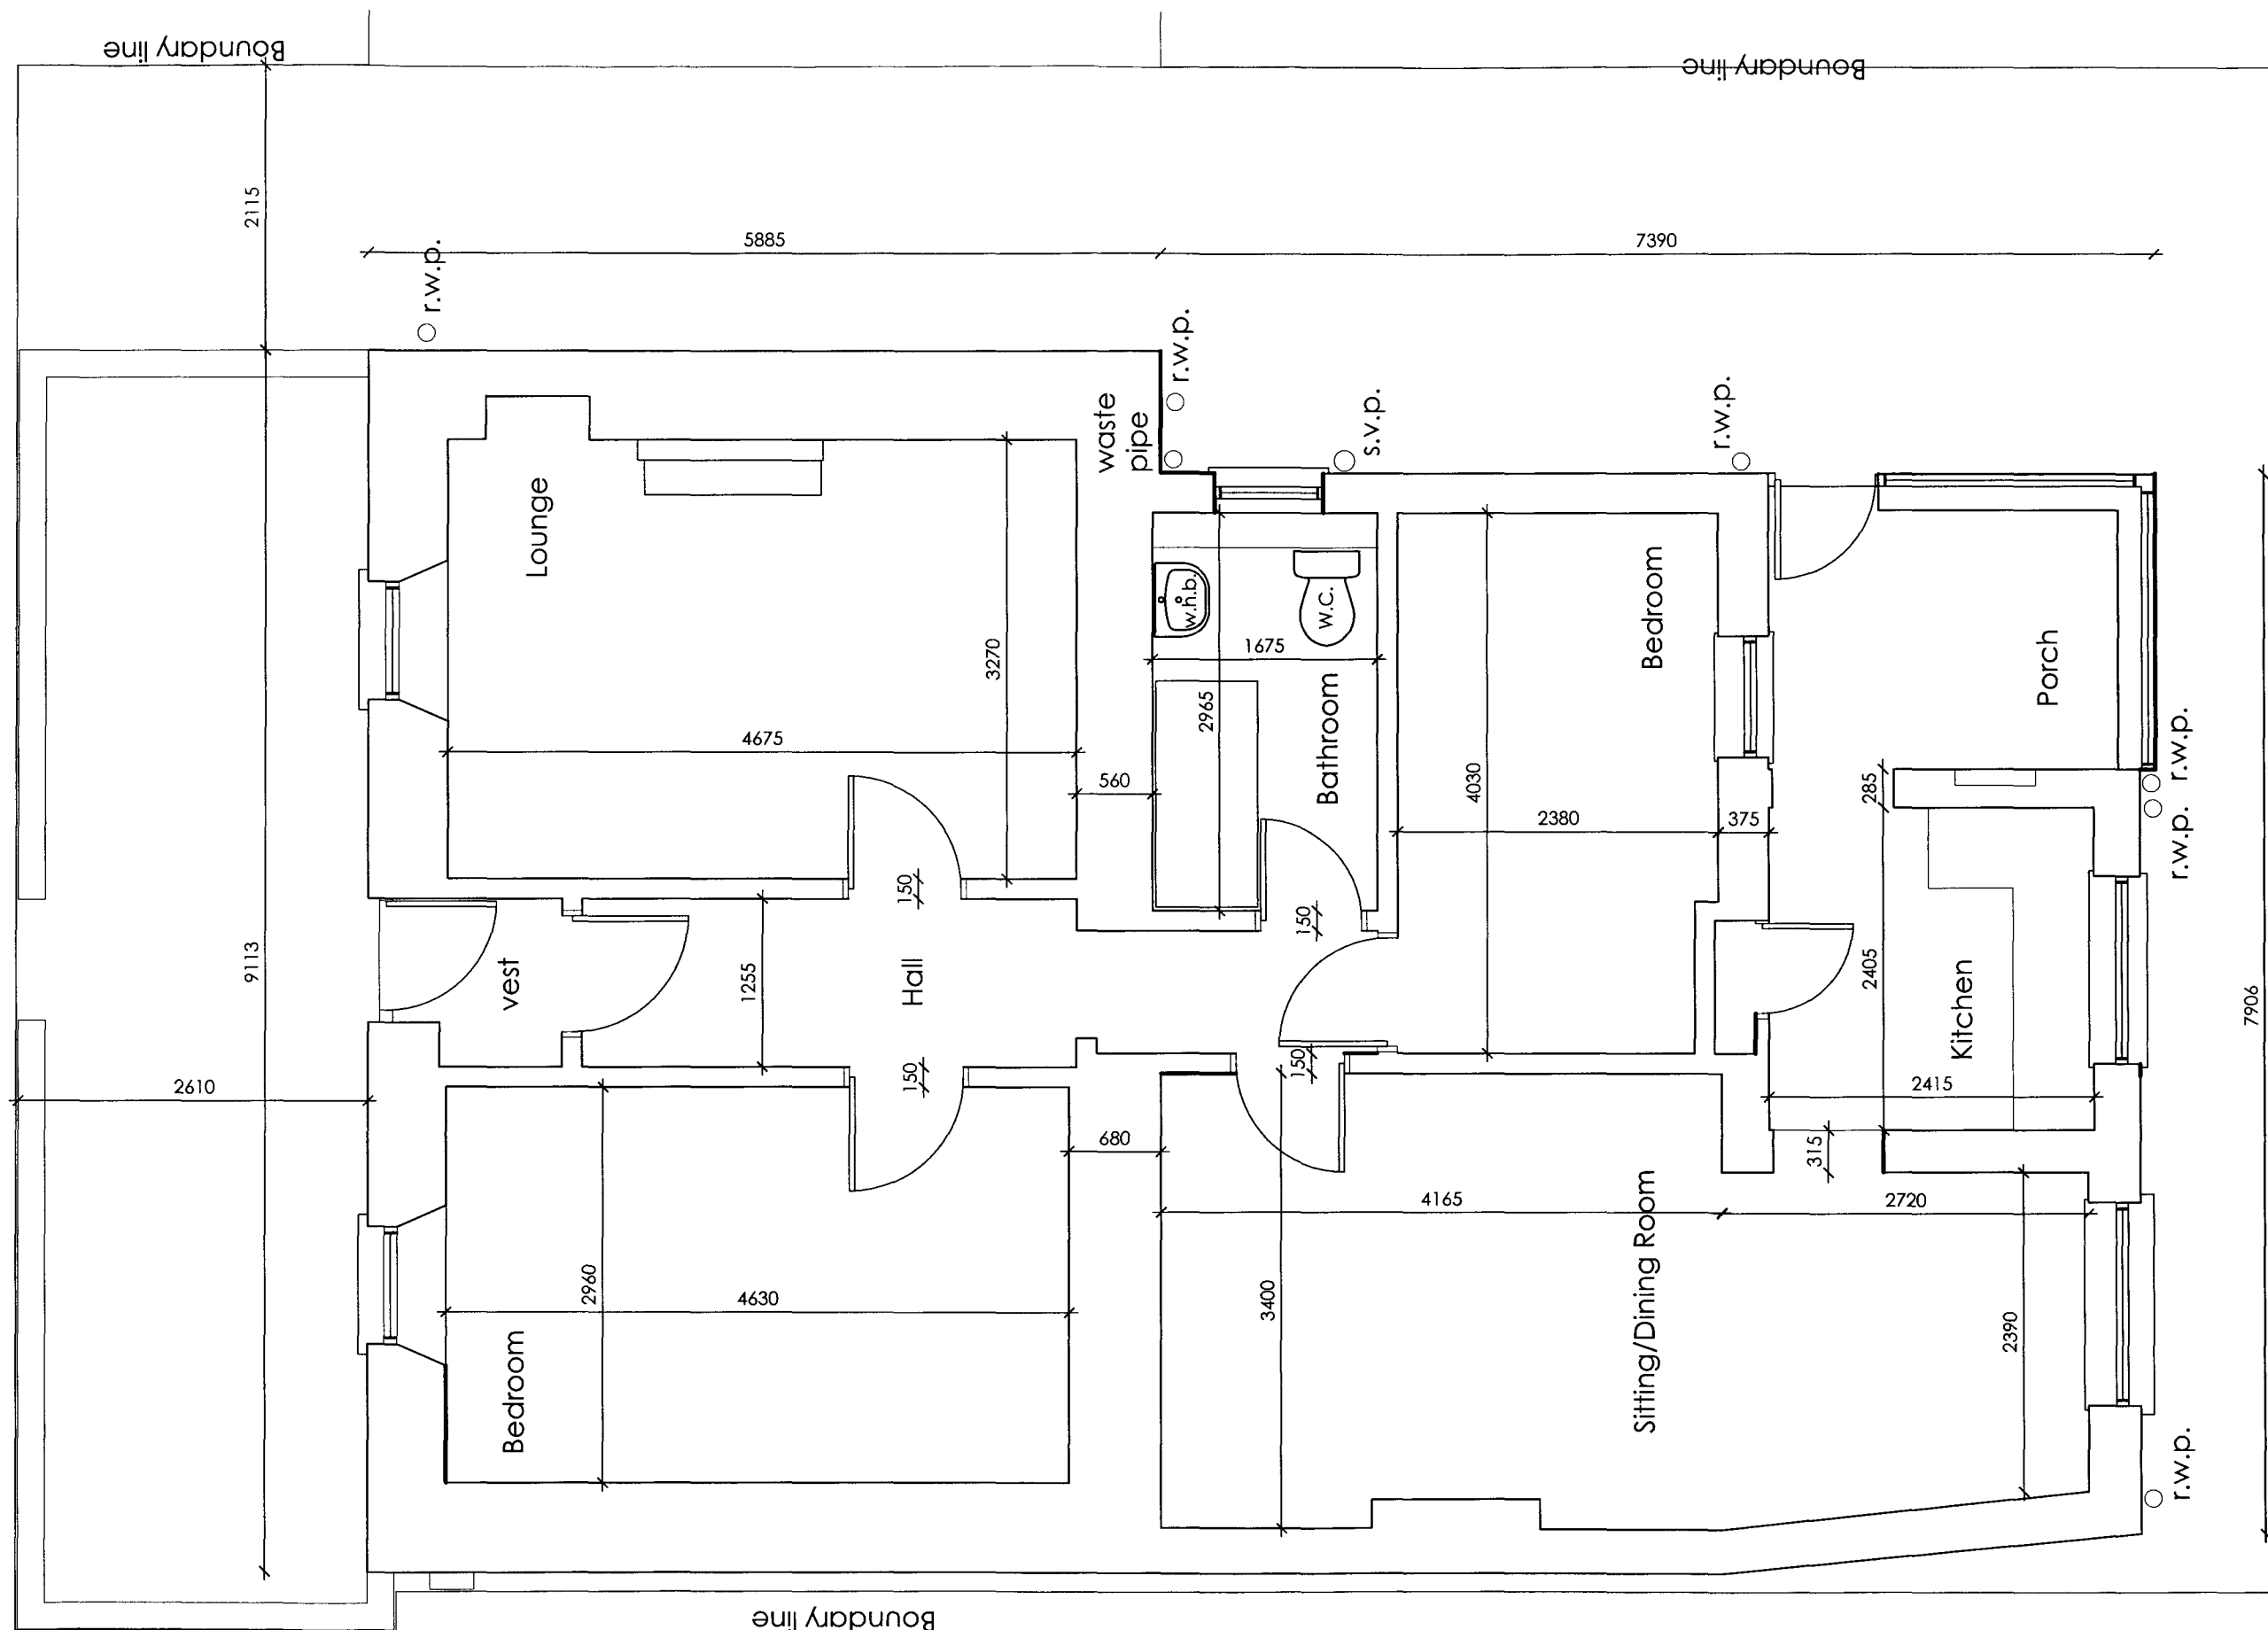 Boundary line
Boundary line
2115
5885
7390
r.w.p.
r.w.p.
waste
pipe
s.v.p.
r.w.p.
Lounge
3270
4675
560
w.h.b.
w.c.
1675
2965
Bathroom
Bedroom
4030
2380
375
Porch
285
r.w.p.
r.w.p.
9113
vest
1255
Hall
150
150
150
150
2405
Kitchen
2415
7906
2610
680
315
2960
4630
Bedroom
4165
2720
3400
Sitting/Dining Room
2390
r.w.p.
Boundary line